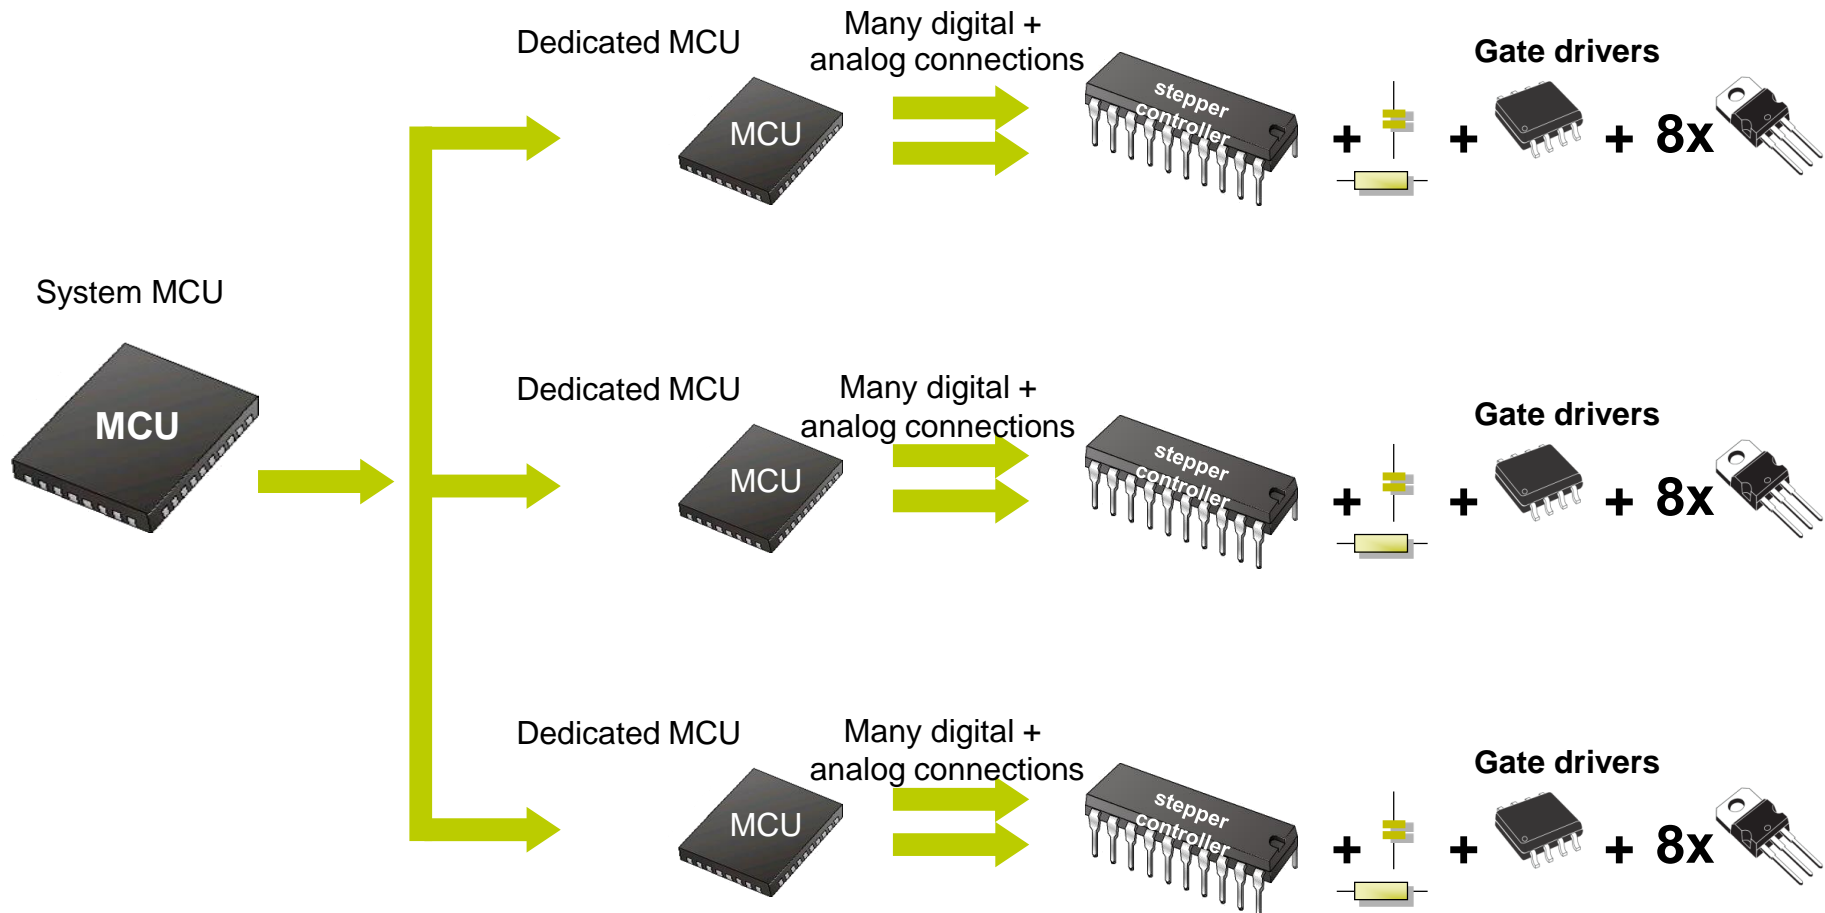 Dedicated MCU
Many digital +
analog connections
Gate drivers
MCU
stepper
controller
+
+
+ 8x
System MCU
MCU
Dedicated MCU
Many digital +
analog connections
Gate drivers
MCU
stepper
controller
+
+
+ 8x
Dedicated MCU
Many digital +
analog connections
Gate drivers
MCU
stepper
controller
+
+
+ 8x